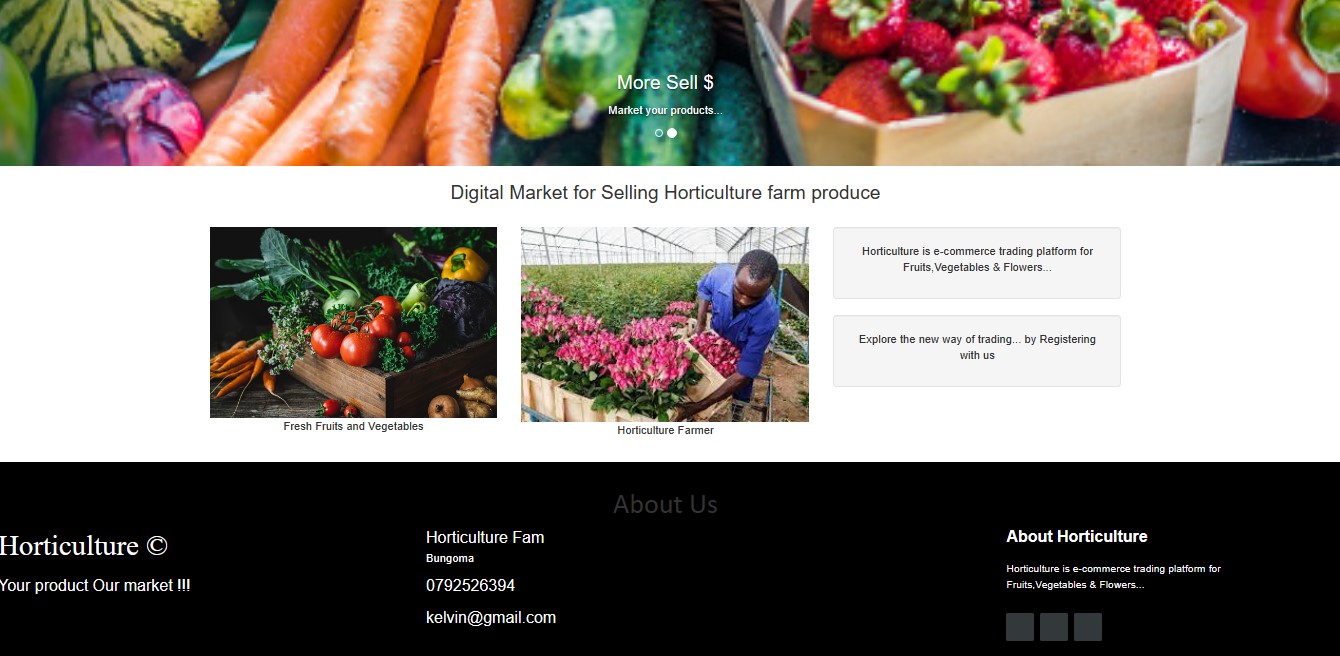 More Sell $
Market your products...
Digital Market for Selling Horticulture farm produce
Fresh Fruits and Vegetables
Horticulture Farmer
Horticulture is e-commerce trading platform for
Fruits,Vegetables & Flowers...
Explore the new way of trading... by Registering
with us
About Us
Horticulture ©
Your product Our market !!!
Horticulture Fam
Bungoma
0792526394
kelvin@gmail.com
About Horticulture
Horticulture is e-commerce trading platform for
Fruits,Vegetables & Flowers...